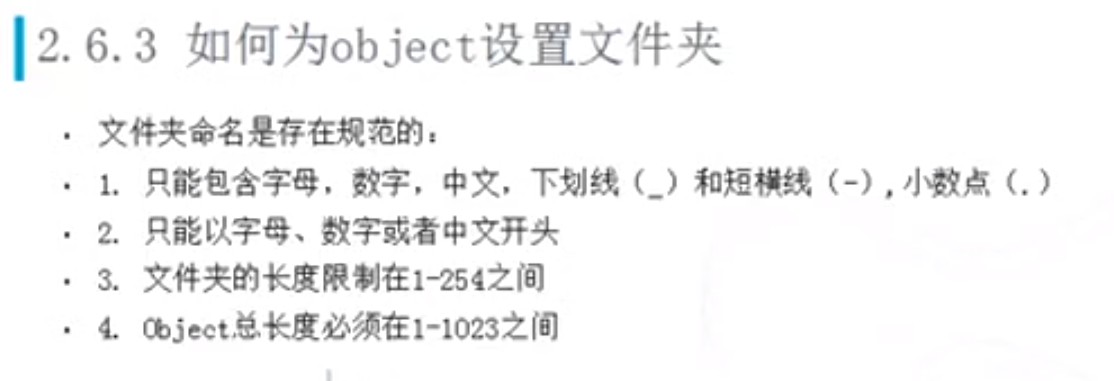 2.6.3 如何为object设置文件夹
· 文件夹命名是存在规范的：
· 1. 只能包含字母，数字，中文，下划线（_）和短横线（-）,小数点（.）
· 2. 只能以字母、数字或者中文开头
· 3. 文件夹的长度限制在1-254之间
· 4. Object总长度必须在1-1023之间